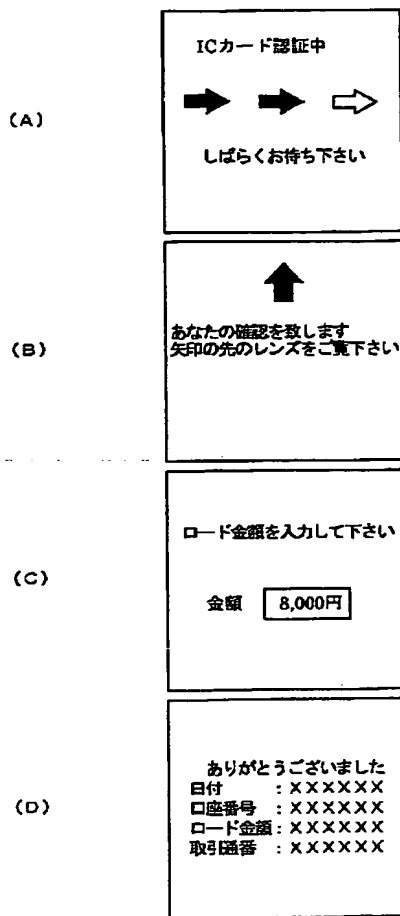 (A)
ICカード認証中
しばらくお待ち下さい
(B)
あなたの確認を致します
矢印の先のレンズをご覧下さい
(C)
ロード金額を入力して下さい
金額 8,000円
(D)
ありがとうございました
日付 : XXXXXX
口座番号 : XXXXXX
ロード金額 : XXXXXX
取引通番 : XXXXXX